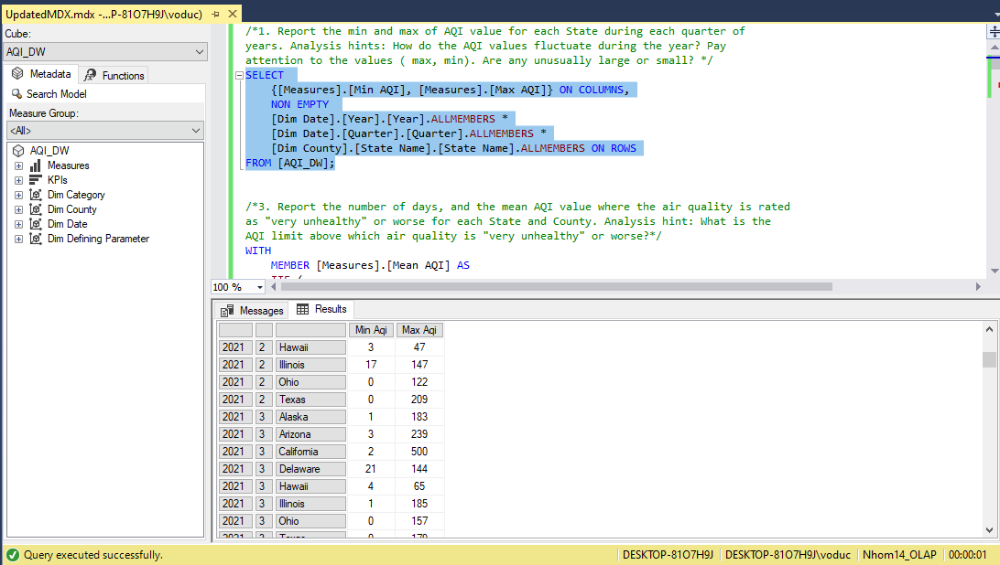 UpdatedMDX.mdx -...P-81O7H9J\voduc)
Cube:
AQI_DW
Metadata
Functions
Search Model
Measure Group:
<All>
AQI_DW
Measures
KPIs
Dim Category
Dim County
Dim Date
Dim Defining Parameter
/*1. Report the min and max of AQI value for each State during each quarter of
years. Analysis hints: How do the AQI values fluctuate during the year? Pay
attention to the values ( max, min). Are any unusually large or small? */
SELECT
{[Measures].[Min AQI], [Measures].[Max AQI]} ON COLUMNS,
NON EMPTY
[Dim Date].[Year].[Year].ALLMEMBERS *
[Dim Date].[Quarter].[Quarter].ALLMEMBERS *
[Dim County].[State Name].[State Name].ALLMEMBERS ON ROWS
FROM [AQI_DW];
/*3. Report the number of days, and the mean AQI value where the air quality is rated
as "very unhealthy" or worse for each State and County. Analysis hint: What is the
AQI limit above which air quality is "very unhealthy" or worse?*/
WITH
MEMBER [Measures].[Mean AQI] AS
100 %
Messages
Results
Min Aqi Max Aqi
2021 2 Hawaii 3 47
2021 2 Illinois 17 147
2021 2 Ohio 0 122
2021 2 Texas 0 209
2021 3 Alaska 1 183
2021 3 Arizona 3 239
2021 3 California 2 500
2021 3 Delaware 21 144
2021 3 Hawaii 4 65
2021 3 Illinois 1 185
2021 3 Ohio 0 157
2021 3 Texas 0 179
Query executed successfully.
DESKTOP-81O7H9J
DESKTOP-81O7H9J\voduc
Nhom14_OLAP
00:00:01